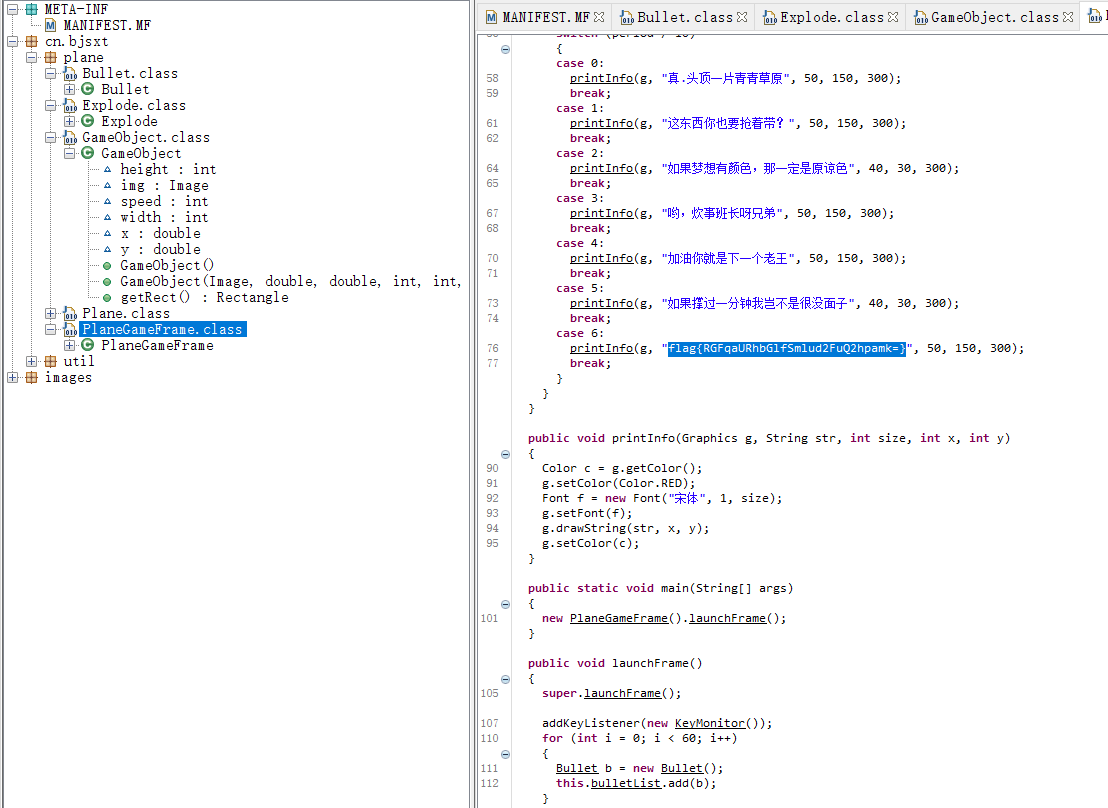 META-INF
MANIFEST.MF
cn.bjsxt
plane
Bullet.class
Bullet
Explode.class
Explode
GameObject.class
GameObject
height : int
img : Image
speed : int
width : int
x : double
y : double
GameObject()
GameObject(Image, double, double, int, int,
getRect() : Rectangle
Plane.class
PlaneGameFrame.class
PlaneGameFrame
util
images
MANIFEST.MF Bullet.class Explode.class GameObject.class
switch (period / 10)
{
case 0:
58 printInfo(g, "真.头顶一片青青草原", 50, 150, 300);
59 break;
case 1:
61 printInfo(g, "这东西你也要抢着带?", 50, 150, 300);
62 break;
case 2:
64 printInfo(g, "如果梦想有颜色，那一定是原谅色", 40, 30, 300);
65 break;
case 3:
67 printInfo(g, "哟，炊事班长呀兄弟", 50, 150, 300);
68 break;
case 4:
70 printInfo(g, "加油你就是下一个老王", 50, 150, 300);
71 break;
case 5:
73 printInfo(g, "如果撑过一分钟我岂不是很没面子", 40, 30, 300);
74 break;
case 6:
76 printInfo(g, "flag{RGFqaURhbGlfSmlud2FuQ2hpamk=}", 50, 150, 300);
77 break;
}
}
}
public void printInfo(Graphics g, String str, int size, int x, int y)
{
90 Color c = g.getColor();
91 g.setColor(Color.RED);
92 Font f = new Font("宋体", 1, size);
93 g.setFont(f);
94 g.drawString(str, x, y);
95 g.setColor(c);
}
public static void main(String[] args)
{
101 new PlaneGameFrame().launchFrame();
}
public void launchFrame()
{
105 super.launchFrame();
107 addKeyListener(new KeyMonitor());
110 for (int i = 0; i < 60; i++)
{
111 Bullet b = new Bullet();
112 this.bulletList.add(b);
}